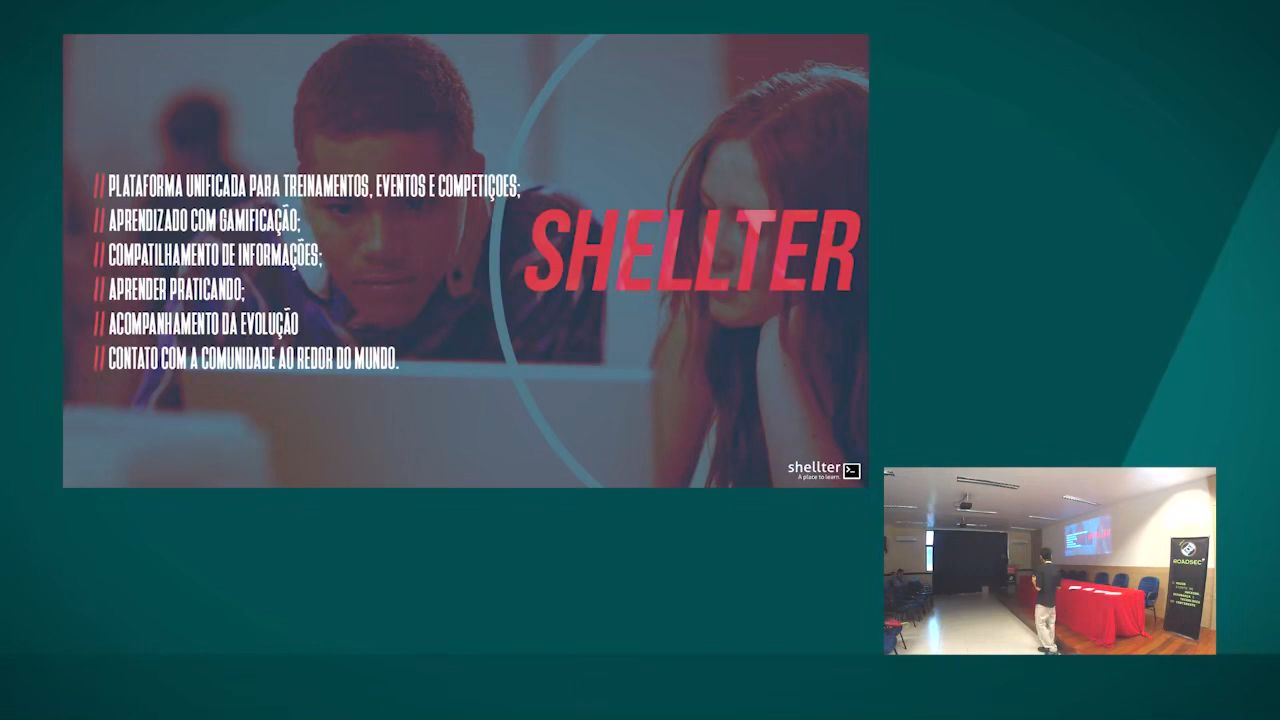 // PLATAFORMA UNIFICADA PARA TREINAMENTOS, EVENTOS E COMPETIÇOES;
// APRENDIZADO COM GAMIFICAÇÃO;
// COMPATILHAMENTO DE INFORMAÇÕES;
// APRENDER PRATICANDO;
// ACOMPANHAMENTO DA EVOLUÇÃO
// CONTATO COM A COMUNIDADE AO REDOR DO MUNDO.
SHELLTER
shellter
A place to learn.
ROADSEC